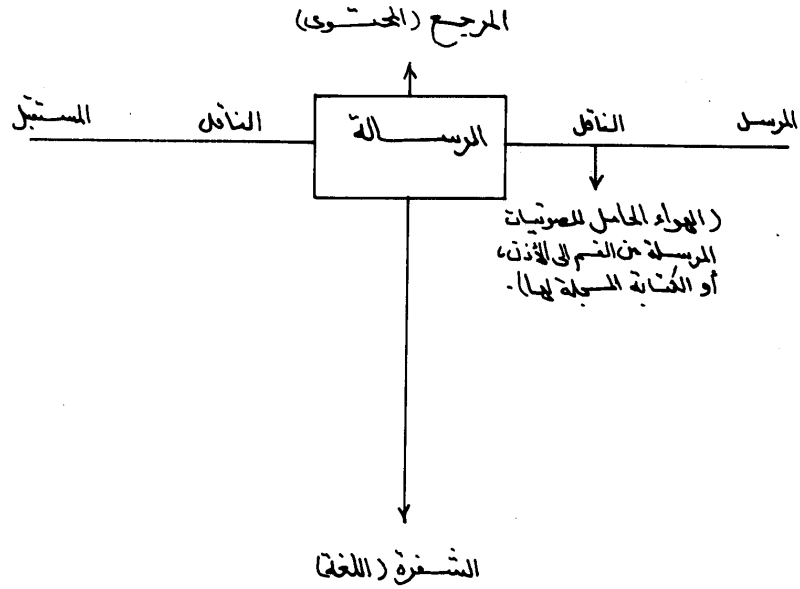 المرجع (المحتوى)
المرسل
الناقل
الرسالة
الناقل
المستقبل
(الهواء الحامل للصوتيات
المرسلة من الفم إلى الأذن،
أو الكتابة المسجلة لها).
الشفرة (اللغة)